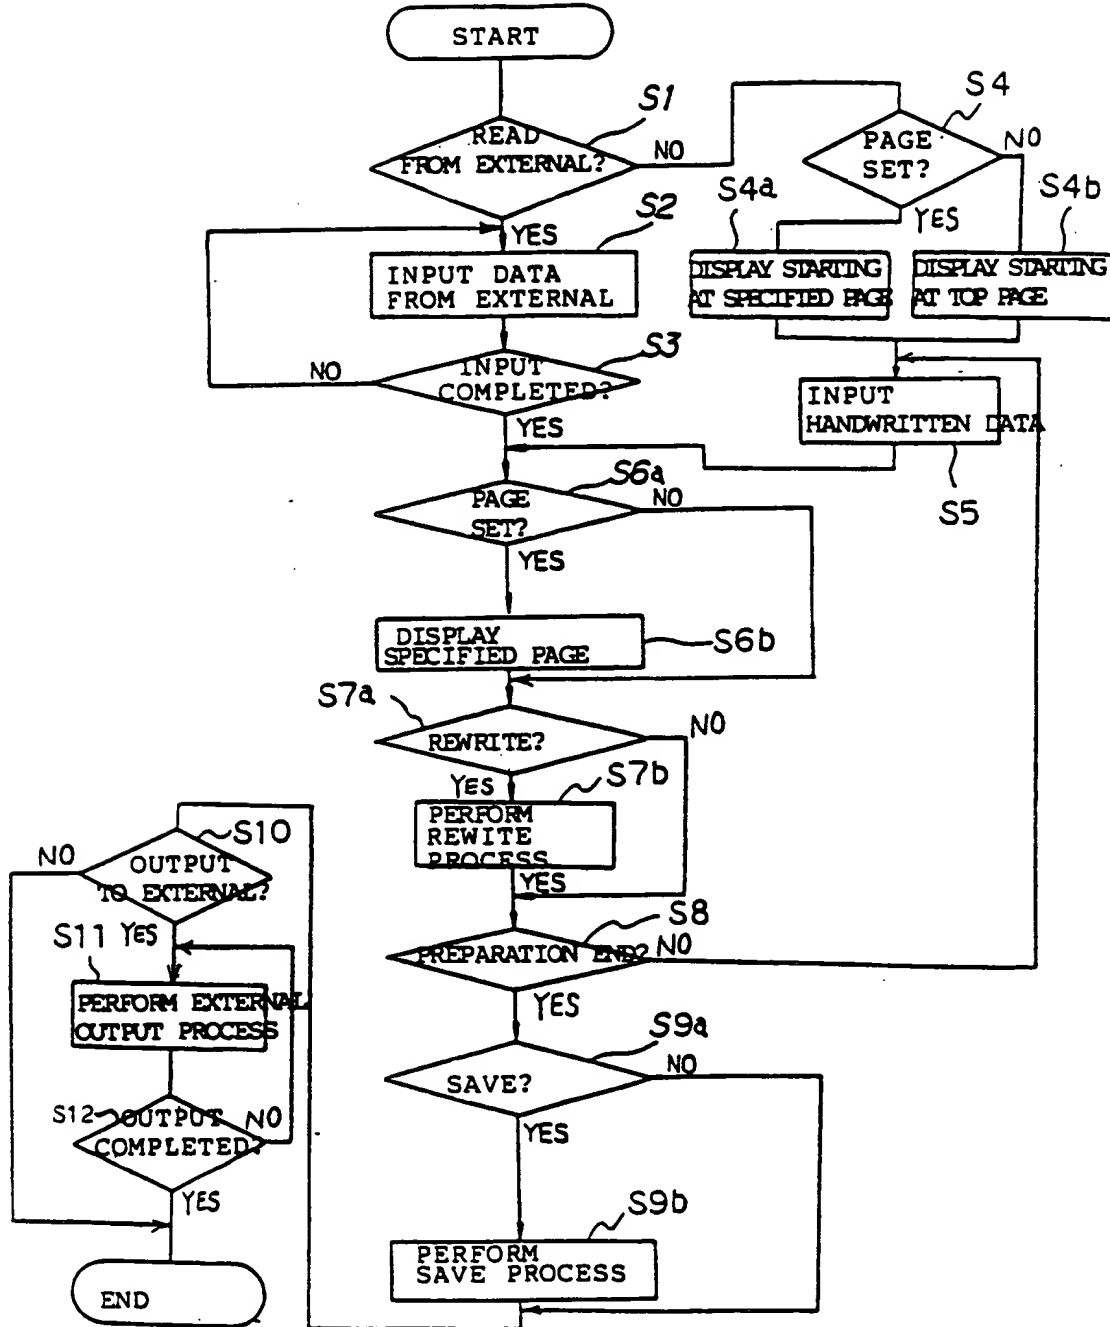 START
S1
READ
FROM EXTERNAL?
NO
YES
S4
PAGE
SET?
NO
YES
S4a
DISPLAY STARTING
AT SPECIFIED PAGE
S4b
DISPLAY STARTING
AT TOP PAGE
S2
INPUT DATA
FROM EXTERNAL
S3
INPUT
COMPLETED?
NO
YES
INPUT
HANDWRITTEN DATA
S5
S6a
PAGE
SET?
NO
YES
DISPLAY
SPECIFIED PAGE
S6b
S7a
REWRITE?
NO
YES
S7b
PERFORM
REWITE
PROCESS
YES
S8
PREPARATION END?
NO
YES
S9a
SAVE?
NO
YES
S9b
PERFORM
SAVE PROCESS
S10
OUTPUT
TO EXTERNAL?
NO
YES
S11
PERFORM EXTERNAL
OUTPUT PROCESS
S12
OUTPUT
COMPLETED?
NO
YES
END